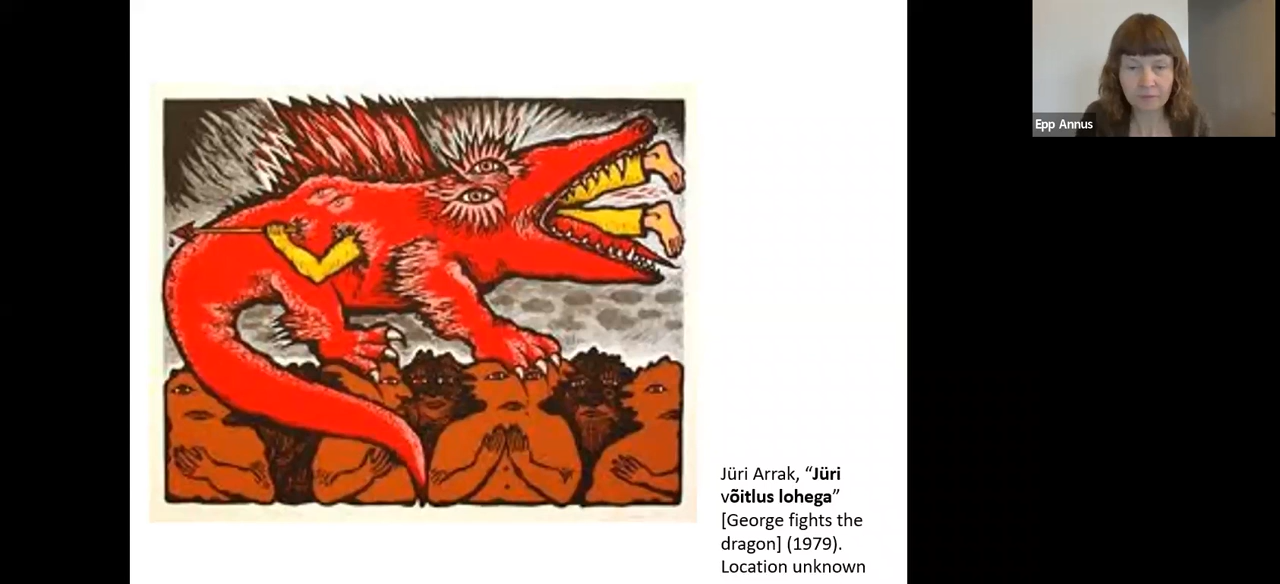 Epp Annus
Jüri Arrak, “Jüri
võitlus lohega”
[George fights the
dragon] (1979).
Location unknown